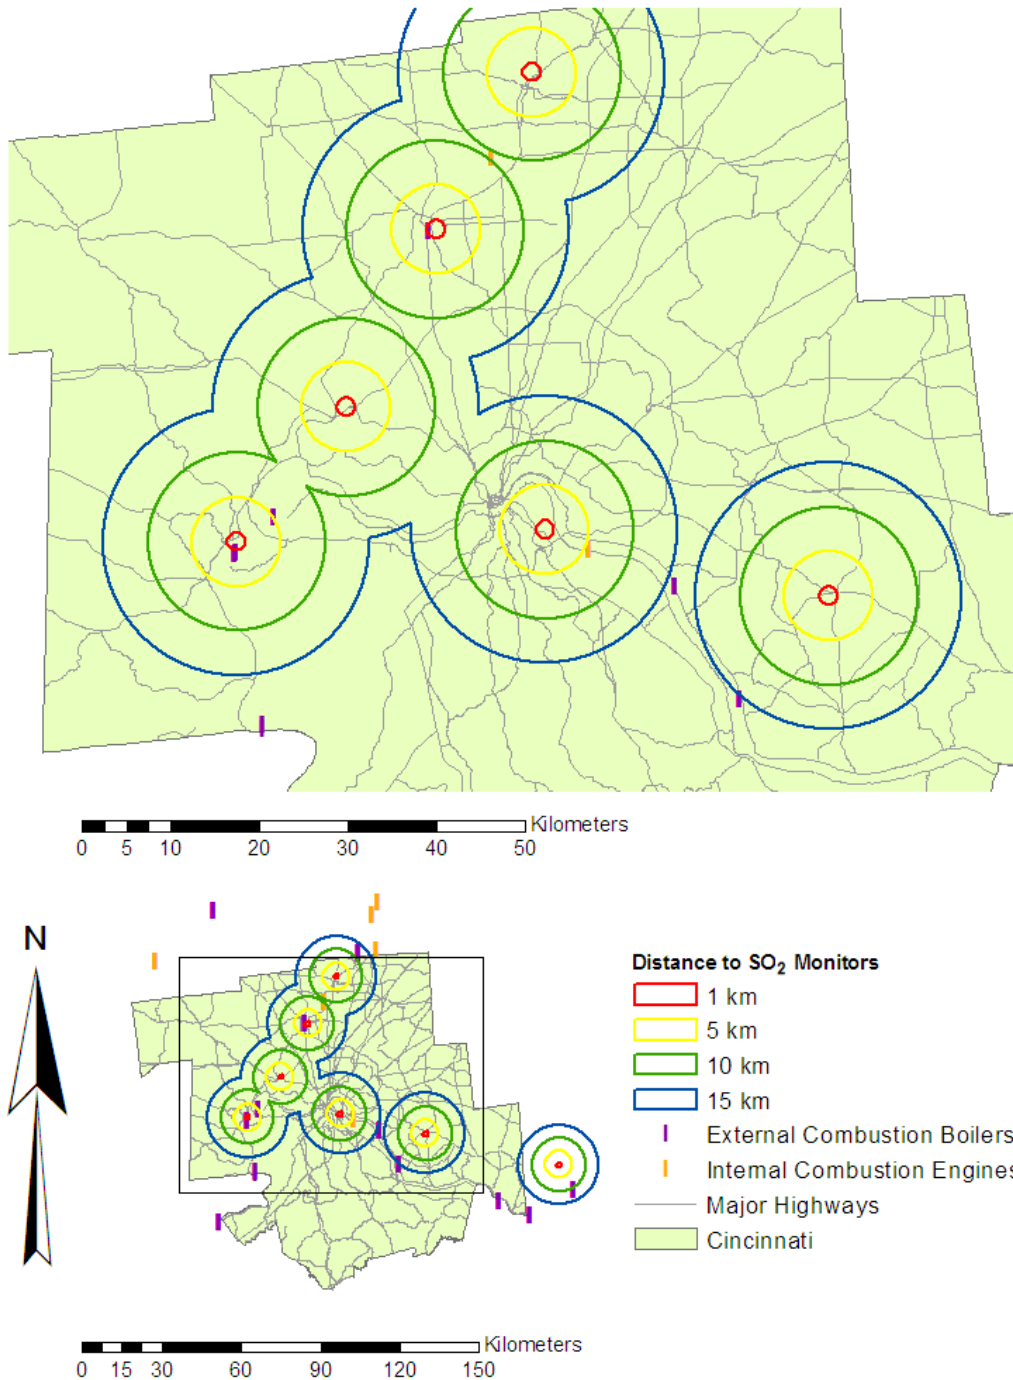 Kilometers
0 5 10 20 30 40 50
N
Distance to SO2 Monitors
1 km
5 km
10 km
15 km
External Combustion Boilers
Internal Combustion Engines
Major Highways
Cincinnati
Kilometers
0 15 30 60 90 120 150